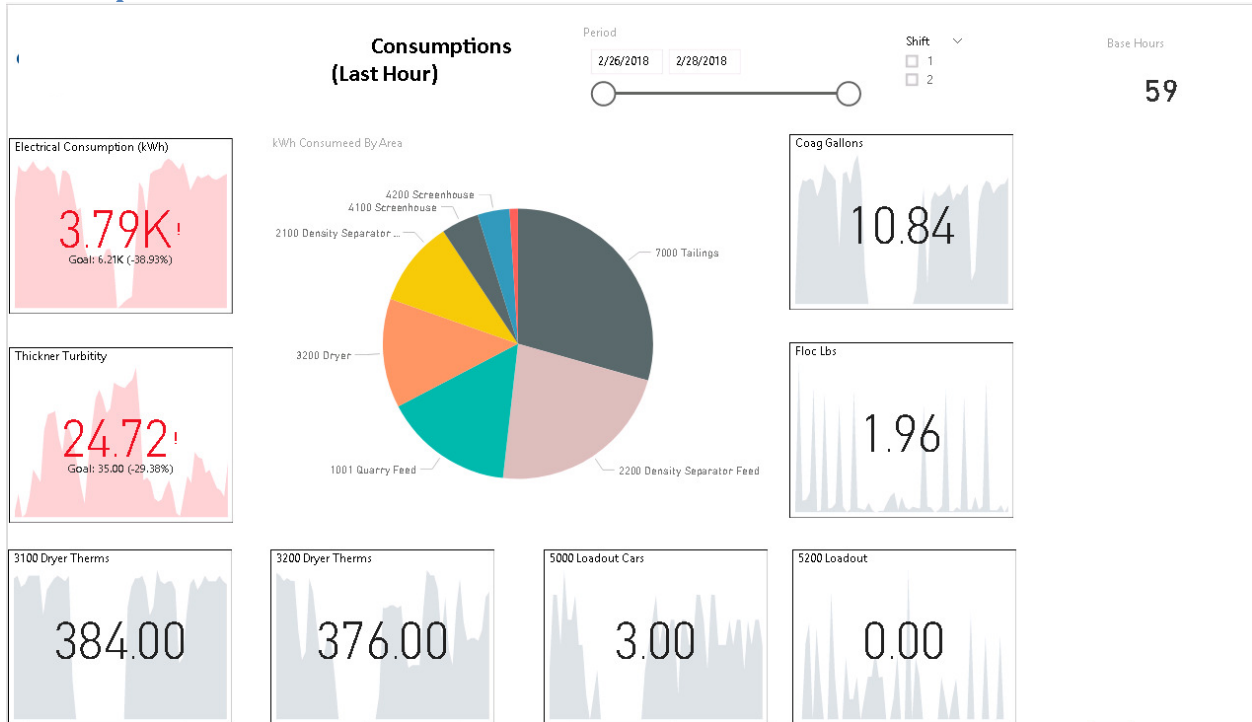 Consumptions
(Last Hour)
Period
2/26/2018 2/28/2018
Shift
1
2
Base Hours
59
Electrical Consumption (kWh)
3.79K!
Goal: 6.21K (-38.93%)
kWh Consumeed By Area
4200 Screenhouse
4100 Screenhouse
2100 Density Separator ...
3200 Dryer
1001 Quarry Feed
7000 Tailings
2200 Density Separator Feed
Coag Gallons
10.84
Thickner Turbitity
24.72!
Goal: 35.00 (-29.38%)
Floc Lbs
1.96
3100 Dryer Therms
384.00
3200 Dryer Therms
376.00
5000 Loadout Cars
3.00
5200 Loadout
0.00